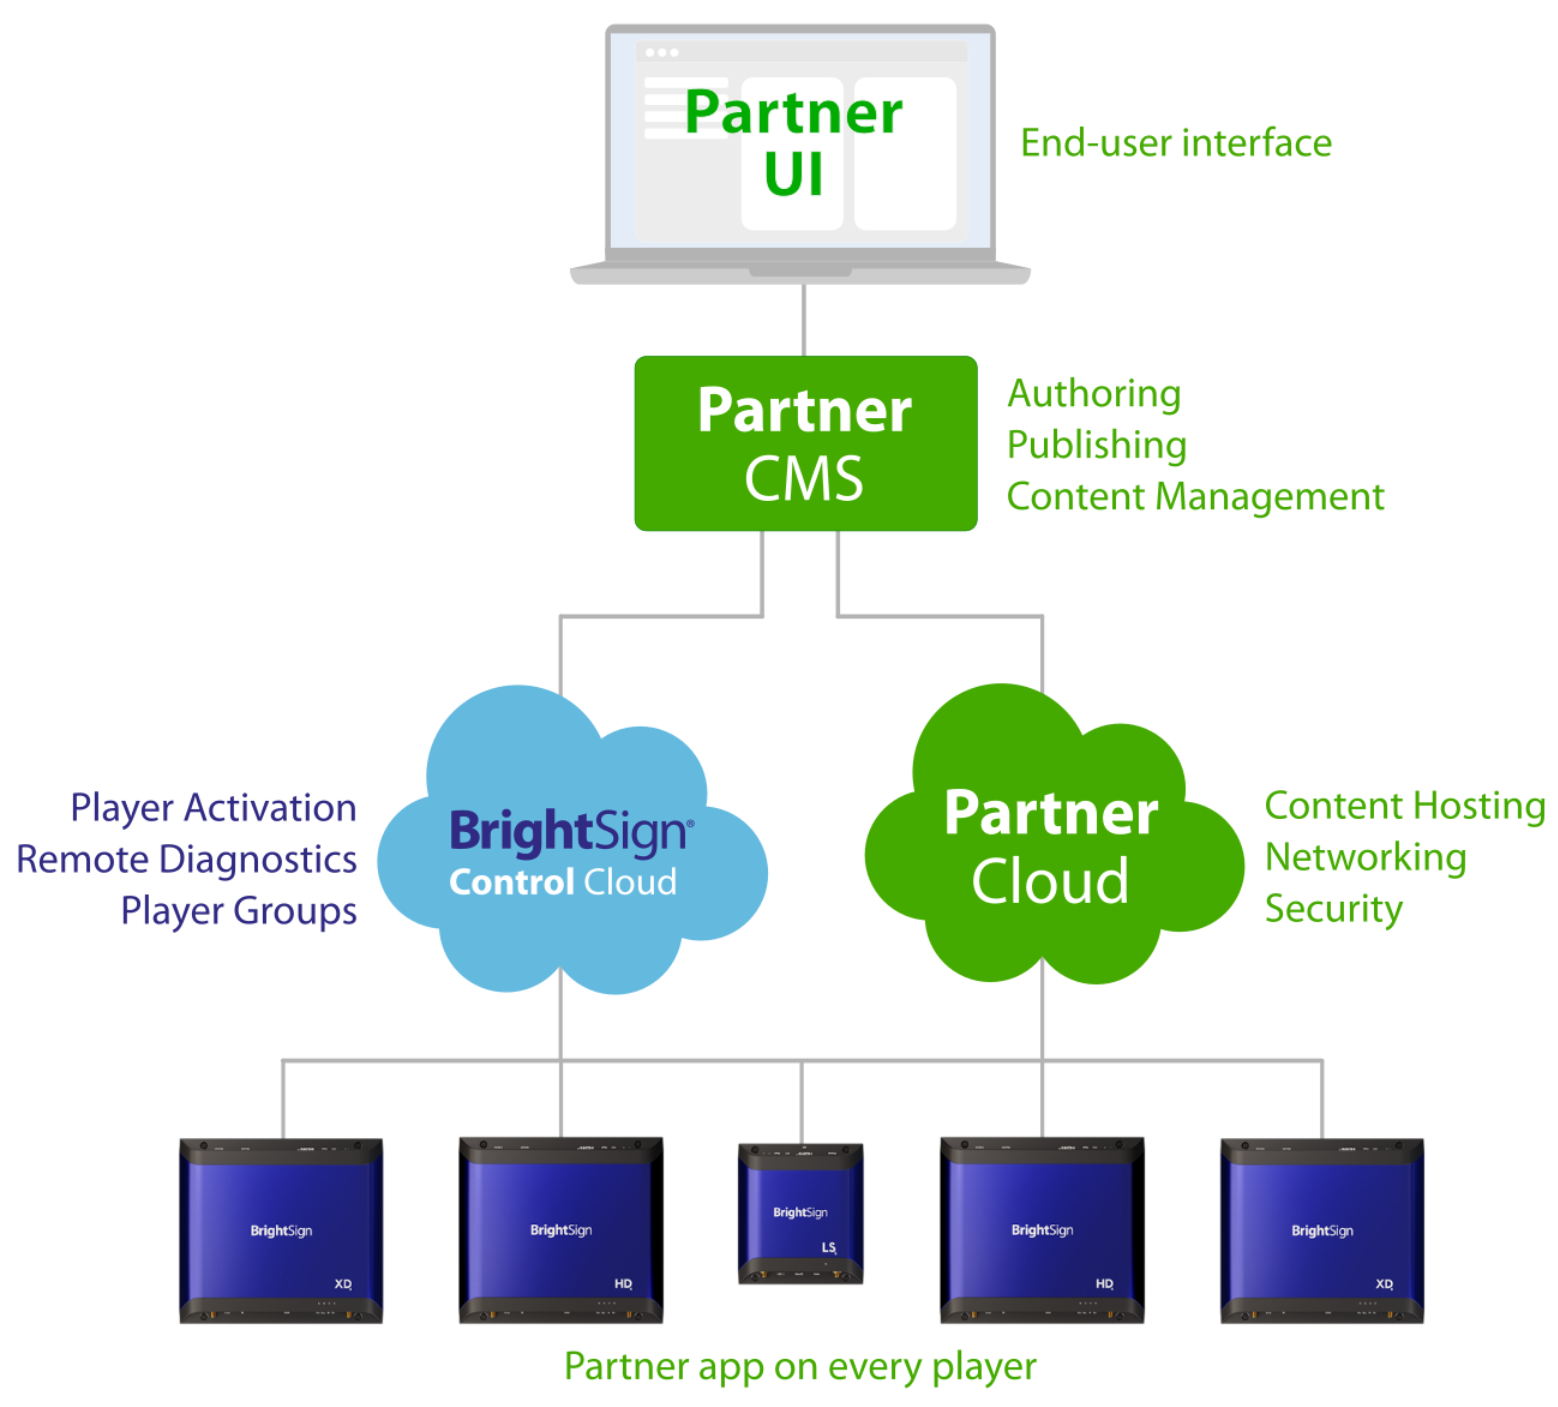 Partner
UI
End-user interface
Partner
CMS
Authoring
Publishing
Content Management
Player Activation
Remote Diagnostics
Player Groups
BrightSign®
Control Cloud
Partner
Cloud
Content Hosting
Networking
Security
BrightSign
XD
BrightSign
HD
BrightSign
LS
BrightSign
HD
BrightSign
XD
Partner app on every player